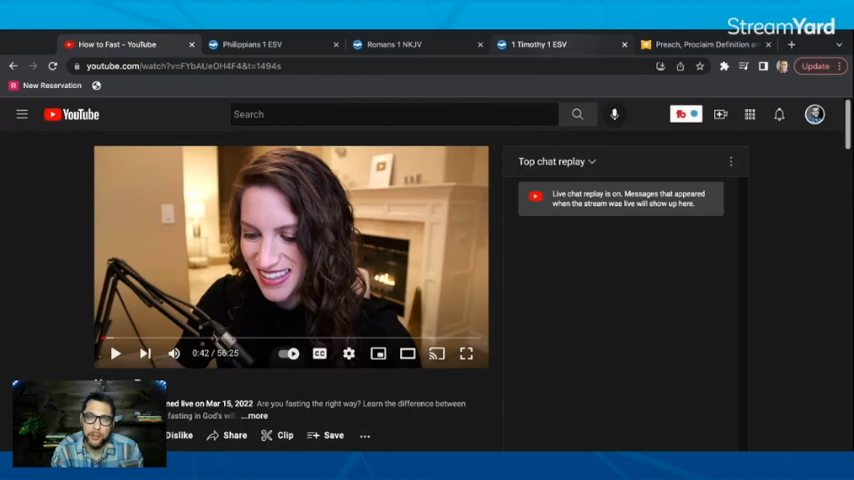 StreamYard
How to Fast - YouTube
Philippians 1 ESV
Romans 1 NKJV
1 Timothy 1 ESV
Preach, Proclaim Definition an
youtube.com/watch?v=FYbAUeOH4F4&t=1494s
Update
New Reservation
YouTube
Search
Top chat replay
Live chat replay is on. Messages that appeared
when the stream was live will show up here.
0:42 / 56:25
CC
ned live on Mar 15, 2022 Are you fasting the right way? Learn the difference between
fasting in God's wil ...more
Dislike
Share
Clip
Save